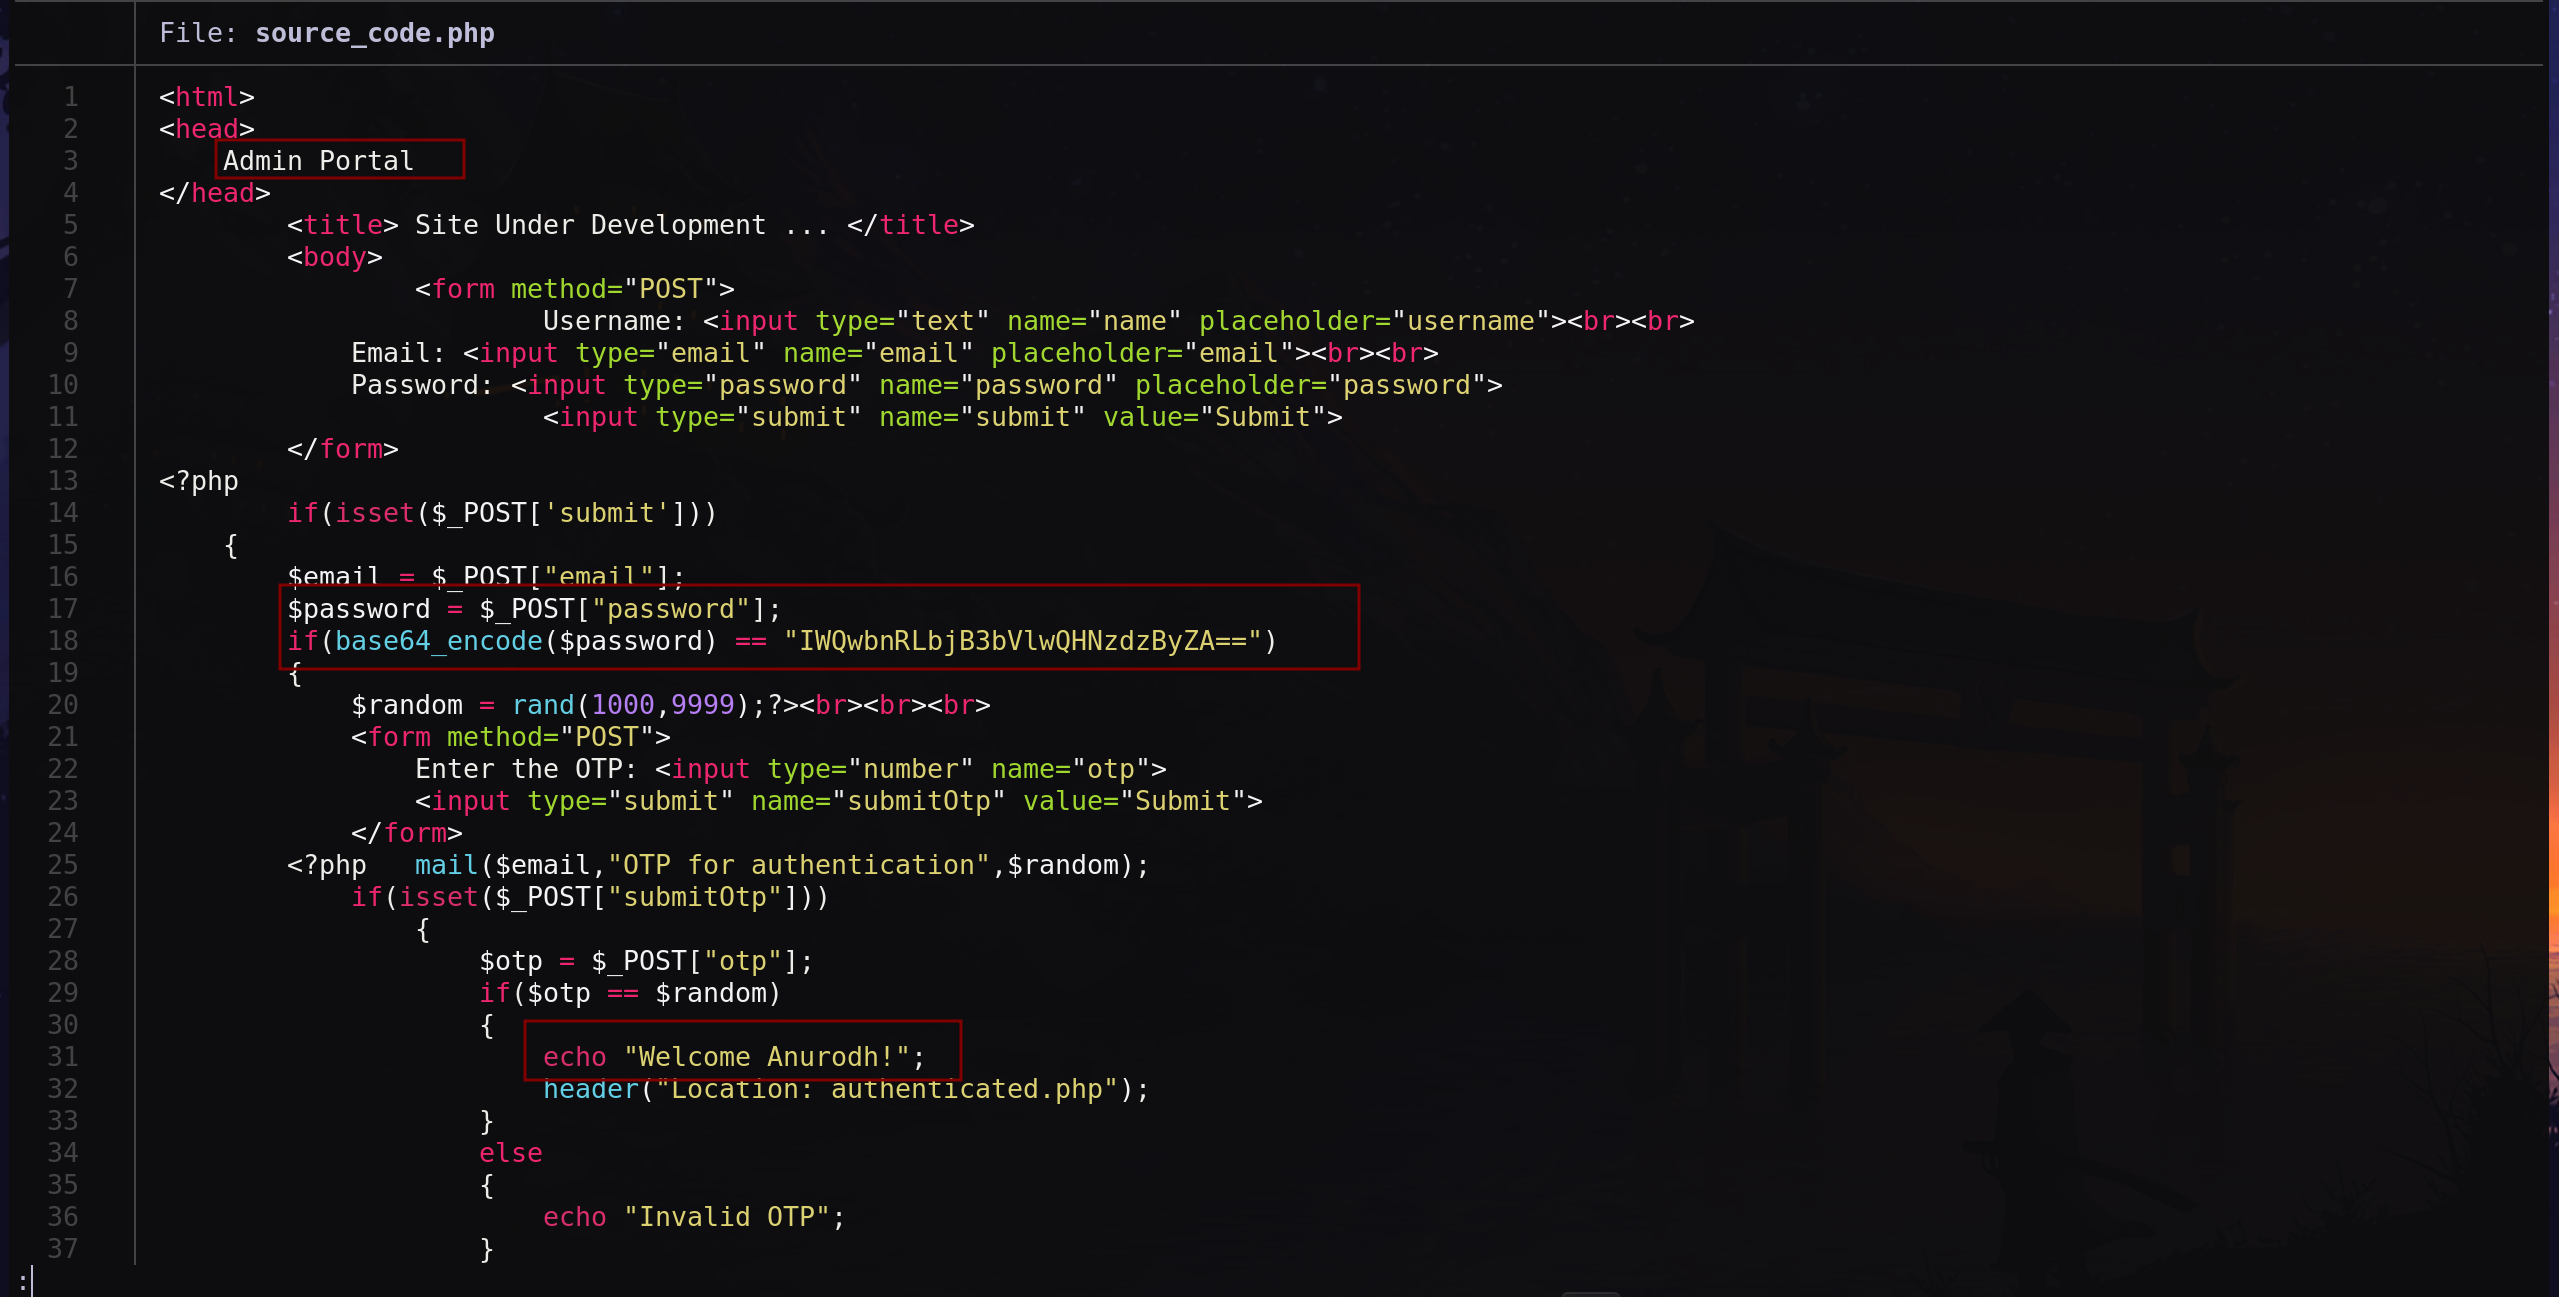 File: source_code.php
1 <html>
2 <head>
3     Admin Portal
4 </head>
5         <title> Site Under Development ... </title>
6         <body>
7                 <form method="POST">
8                         Username: <input type="text" name="name" placeholder="username"><br><br>
9             Email: <input type="email" name="email" placeholder="email"><br><br>
10             Password: <input type="password" name="password" placeholder="password">
11                         <input type="submit" name="submit" value="Submit">
12         </form>
13 <?php
14         if(isset($_POST['submit']))
15     {
16         $email = $_POST["email"];
17         $password = $_POST["password"];
18         if(base64_encode($password) == "IWQwbnRLbjB3bVlwQHNzdzByZA==")
19         {
20             $random = rand(1000,9999);?><br><br><br>
21             <form method="POST">
22                 Enter the OTP: <input type="number" name="otp">
23                 <input type="submit" name="submitOtp" value="Submit">
24             </form>
25         <?php   mail($email,"OTP for authentication",$random);
26             if(isset($_POST["submitOtp"]))
27                 {
28                     $otp = $_POST["otp"];
29                     if($otp == $random)
30                     {
31                         echo "Welcome Anurodh!";
32                         header("Location: authenticated.php");
33                     }
34                     else
35                     {
36                         echo "Invalid OTP";
37                     }
: